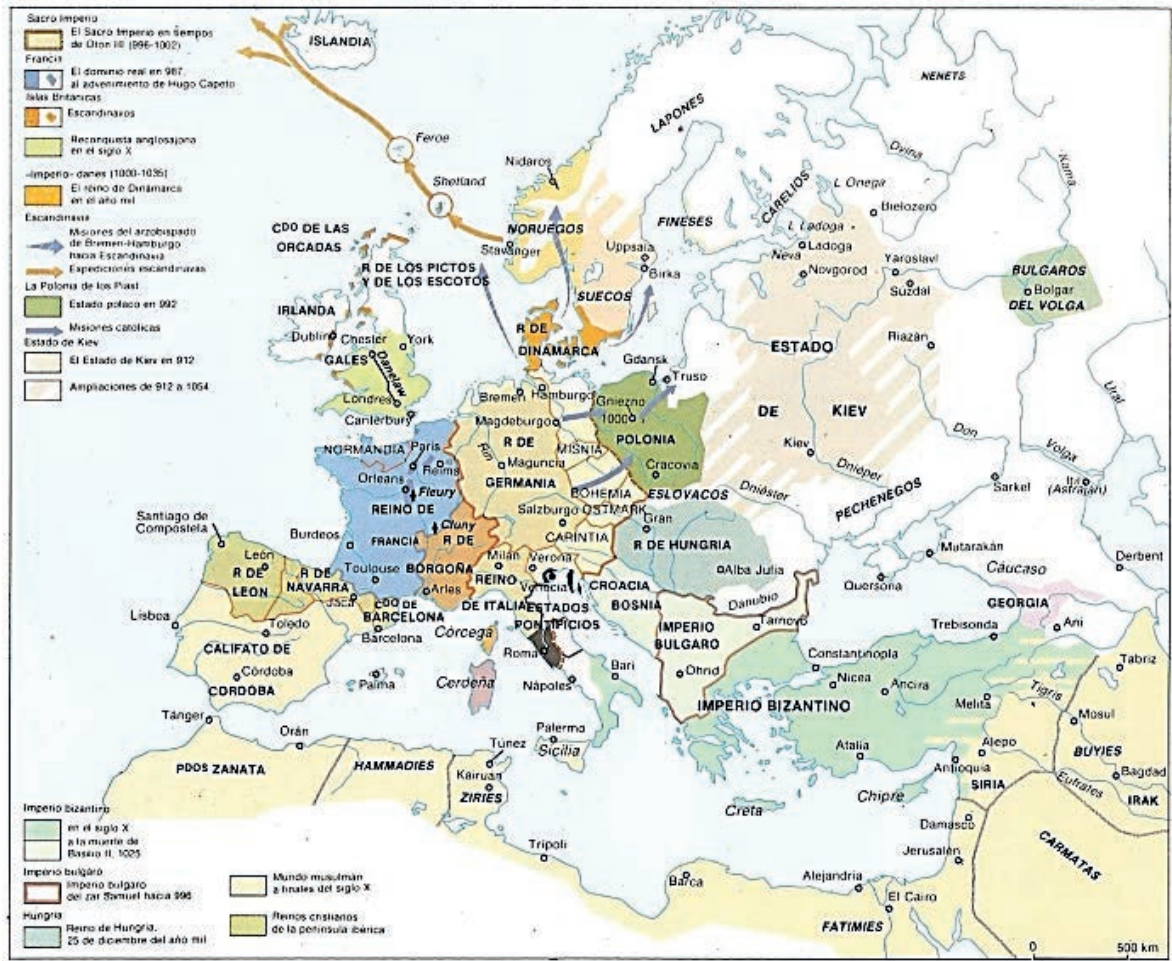 Sacro Imperio
El Sacro Imperio en tiempos
de Oton III (996-1002)
Francia
El dominio real en 987,
al advenimiento de Hugo Capeto
Islas Británicas
Escandinavos
Reconquista anglosajona
en el siglo X
-Imperio- danes (1000-1035)
El reino de Dinamarca
en el año mil
Escandinavia
Misiones del arzobispado
de Bremen-Hamburgo
hacia Escandinavia
Expediciones escandinavas
La Polonia de los Piast
Estado polaco en 992
Misiones católicas
Estado de Kiev
El Estado de Kiev en 912
Ampliaciones de 912 a 1054
ISLANDIA
Feroe
Shetland
Nidaros
LAPONES
NENETS
Dvina
Kama
L Onega
CARELIOS
Bielozero
FINESES
L Ladoga
Ladoga
Neva
Novgorod
Yaroslavl
Suzdal
BULGAROS
Bolgar
DEL VOLGA
NORUEGOS
Stavanger
Uppsala
Birka
SUECOS
CDO DE LAS
ORCADAS
R DE LOS PICTOS
Y DE LOS ESCOTOS
IRLANDA
Dublin
Chester
York
GALES
Danelaw
Londres
Canterbury
R DE
DINAMARCA
Gdansk
Truso
Riazán
ESTADO
DE KIEV
Kiev
Dniéper
Don
Volga
Ural
Itil
(Astraján)
Sarkel
Bremen
Hamburgo
Magdeburgo
Gniezno
1000
POLONIA
Cracovia
R DE
GERMANIA
Rin
Maguncia
MISNIA
BOHEMIA
OSTMARK
Salzburgo
CARINTIA
ESLOVACOS
Dniéster
PECHENEGOS
Gran
R DE HUNGRIA
Alba Julia
Mutarakán
Quersona
Cáucaso
Derbent
GEORGIA
Ani
NORMANDIA
Paris
Reims
Orleans
Fleury
REINO DE
FRANCIA
Cluny
R DE
BORGOÑA
Arles
Burdeos
Toulouse
Santiago de
Compostela
León
R DE
LEON
R DE
NAVARRA
Jaca
CDO DE
BARCELONA
Barcelona
Lisboa
Toledo
CALIFATO DE
CORDOBA
Córdoba
Palma
Milán
Verona
Venecia
REINO
DE ITALIA
ESTADOS
PONTIFICIOS
Córcega
Roma
Cerdeña
Nápoles
Bari
Palermo
Sicilia
CROACIA
BOSNIA
Danubio
IMPERIO
BULGARO
Tarnovo
Ohrid
Constantinopla
Nicea
Ancira
Trebisonda
IMPERIO BIZANTINO
Melita
Atalia
Tabriz
Tigris
Mosul
BUYIES
Bagdad
IRAK
Eufrates
Alepo
Antioquia
SIRIA
Chipre
Creta
Damasco
Jerusalén
CARMATAS
Tánger
Orán
PDOS ZANATA
HAMMADIES
Túnez
Kairuan
ZIRIES
Tripoli
Barca
Alejandria
El Cairo
FATIMIES
Imperio bizantino
en el siglo X
a la muerte de
Basilio II, 1025
Imperio bulgaro
Imperio bulgaro
del zar Samuel hacia 996
Hungria
Reino de Hungria,
25 de diciembre del año mil
Mundo musulmán
a finales del siglo X
Reinos cristianos
de la peninsula ibérica
0 500 km